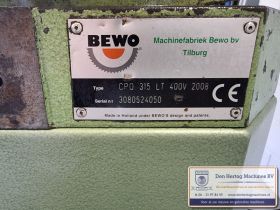 BEWO
Machinefabriek Bewo bv
Tilburg
Type CPO 315 LT 400V 2008
Serial nr 3080524050
CE
Made in Holland under BEWO'S design and patents.
Den Hertog Machines BV